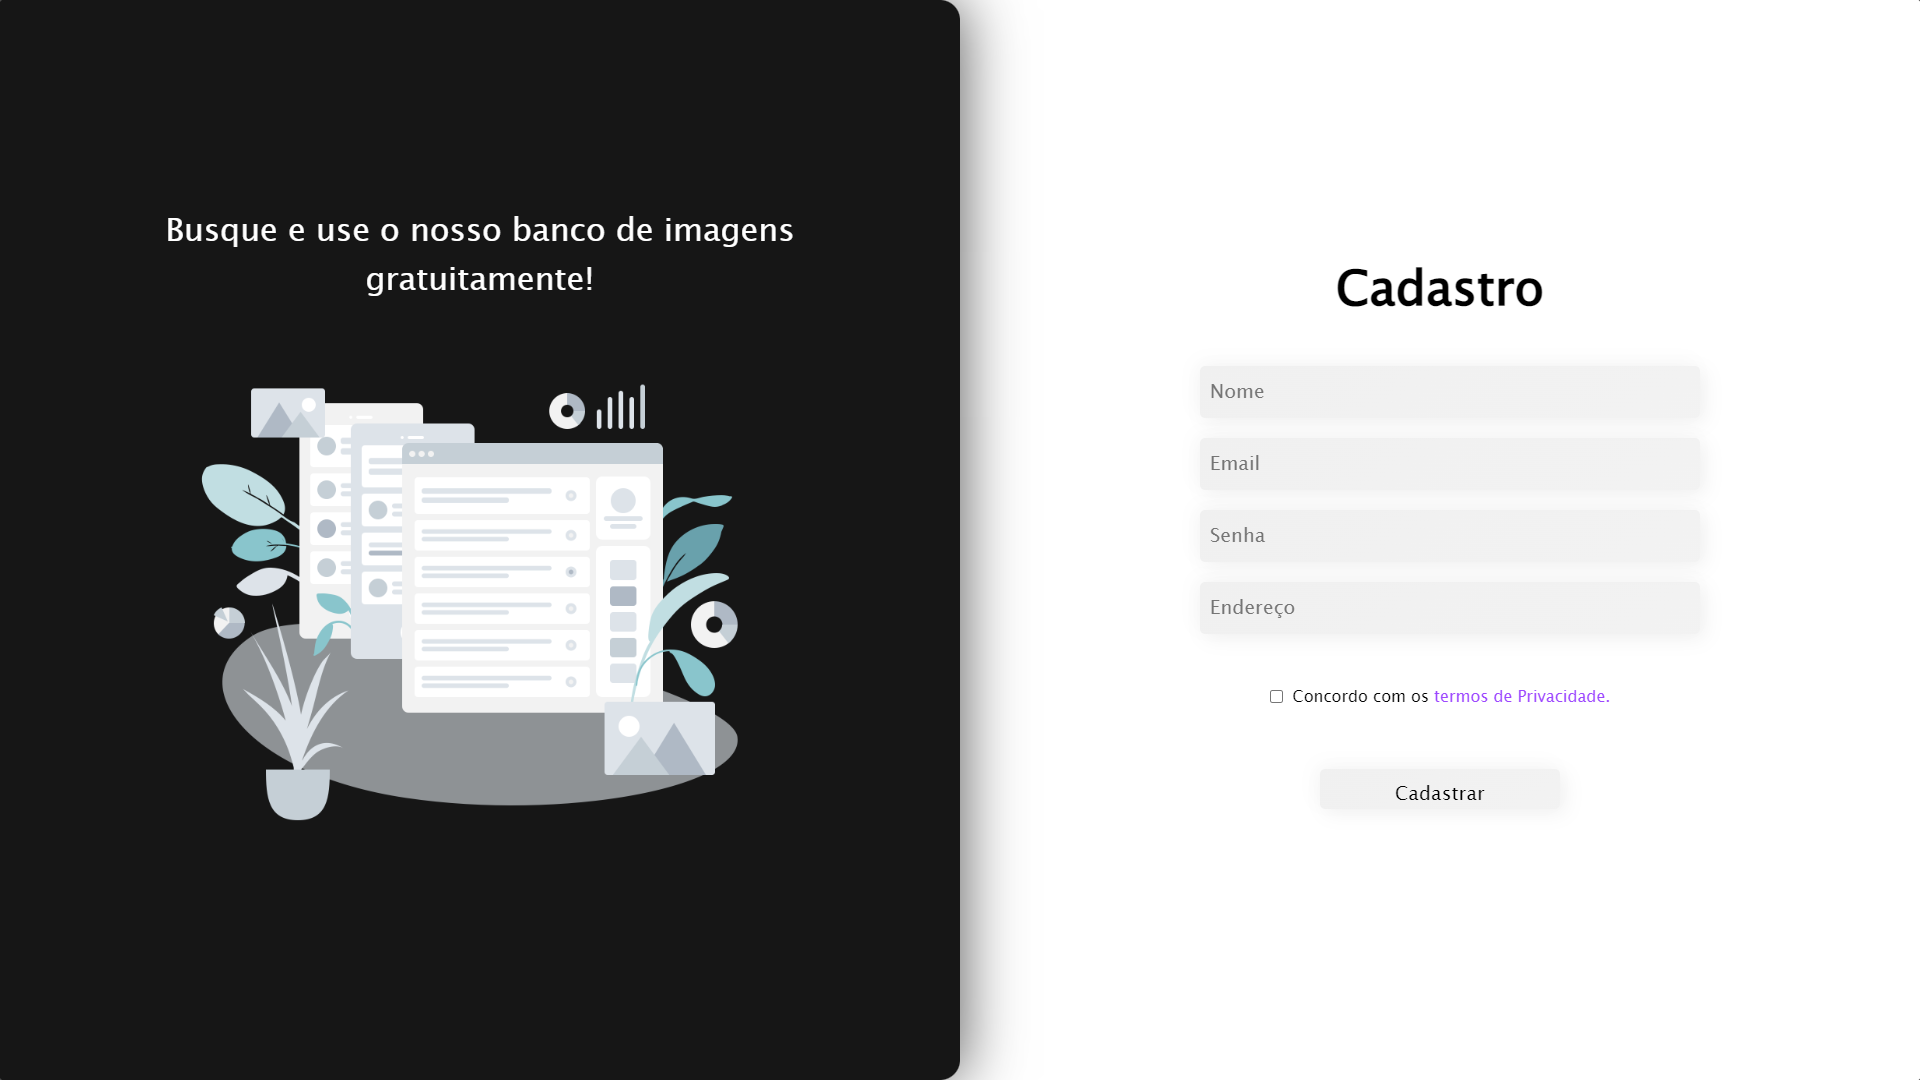 Busque e use o nosso banco de imagens
gratuitamente!
Cadastro
Nome
Email
Senha
Endereço
Concordo com os termos de Privacidade.
Cadastrar